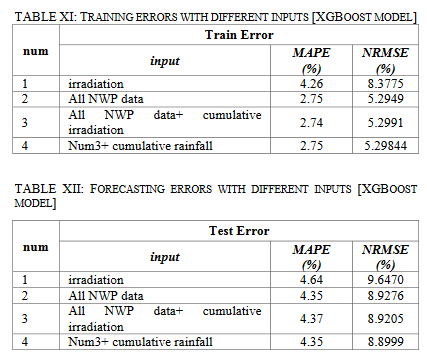 TABLE XI: TRAINING ERRORS WITH DIFFERENT INPUTS [XGBOOST MODEL]
Train Error
num
input
MAPE
(%)
NRMSE
(%)
1 irradiation 4.26 8.3775
2 All NWP data 2.75 5.2949
3 All NWP data+ cumulative
irradiation 2.74 5.2991
4 Num3+ cumulative rainfall 2.75 5.29844
TABLE XII: FORECASTING ERRORS WITH DIFFERENT INPUTS [XGBOOST
MODEL]
Test Error
num
input
MAPE
(%)
NRMSE
(%)
1 irradiation 4.64 9.6470
2 All NWP data 4.35 8.9276
3 All NWP data+ cumulative
irradiation 4.37 8.9205
4 Num3+ cumulative rainfall 4.35 8.8999